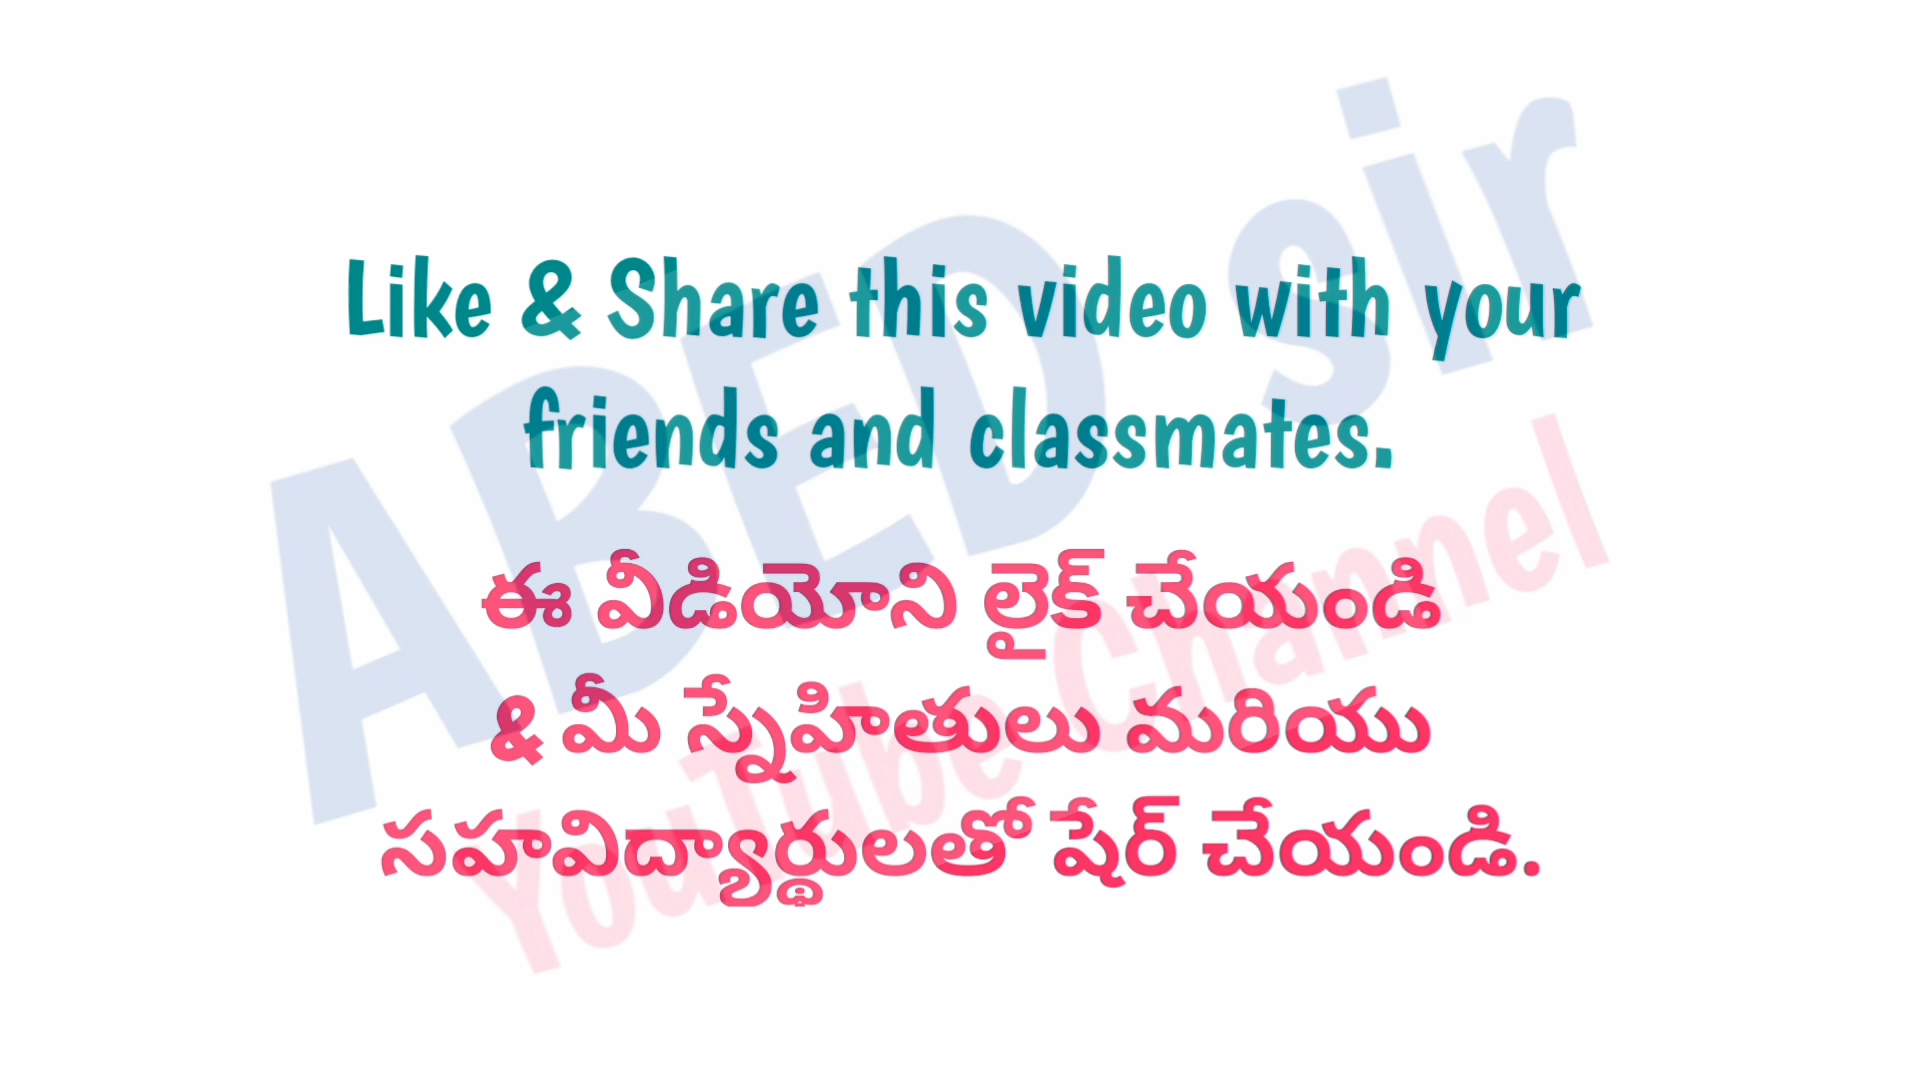 Like & Share this video with your
friends and classmates.
ఈ వీడియోని లైక్ చేయండి
& మీ స్నేహితులు మరియు
సహవిద్యార్థులతో షేర్ చేయండి.
ABED sir
YouTube Channel